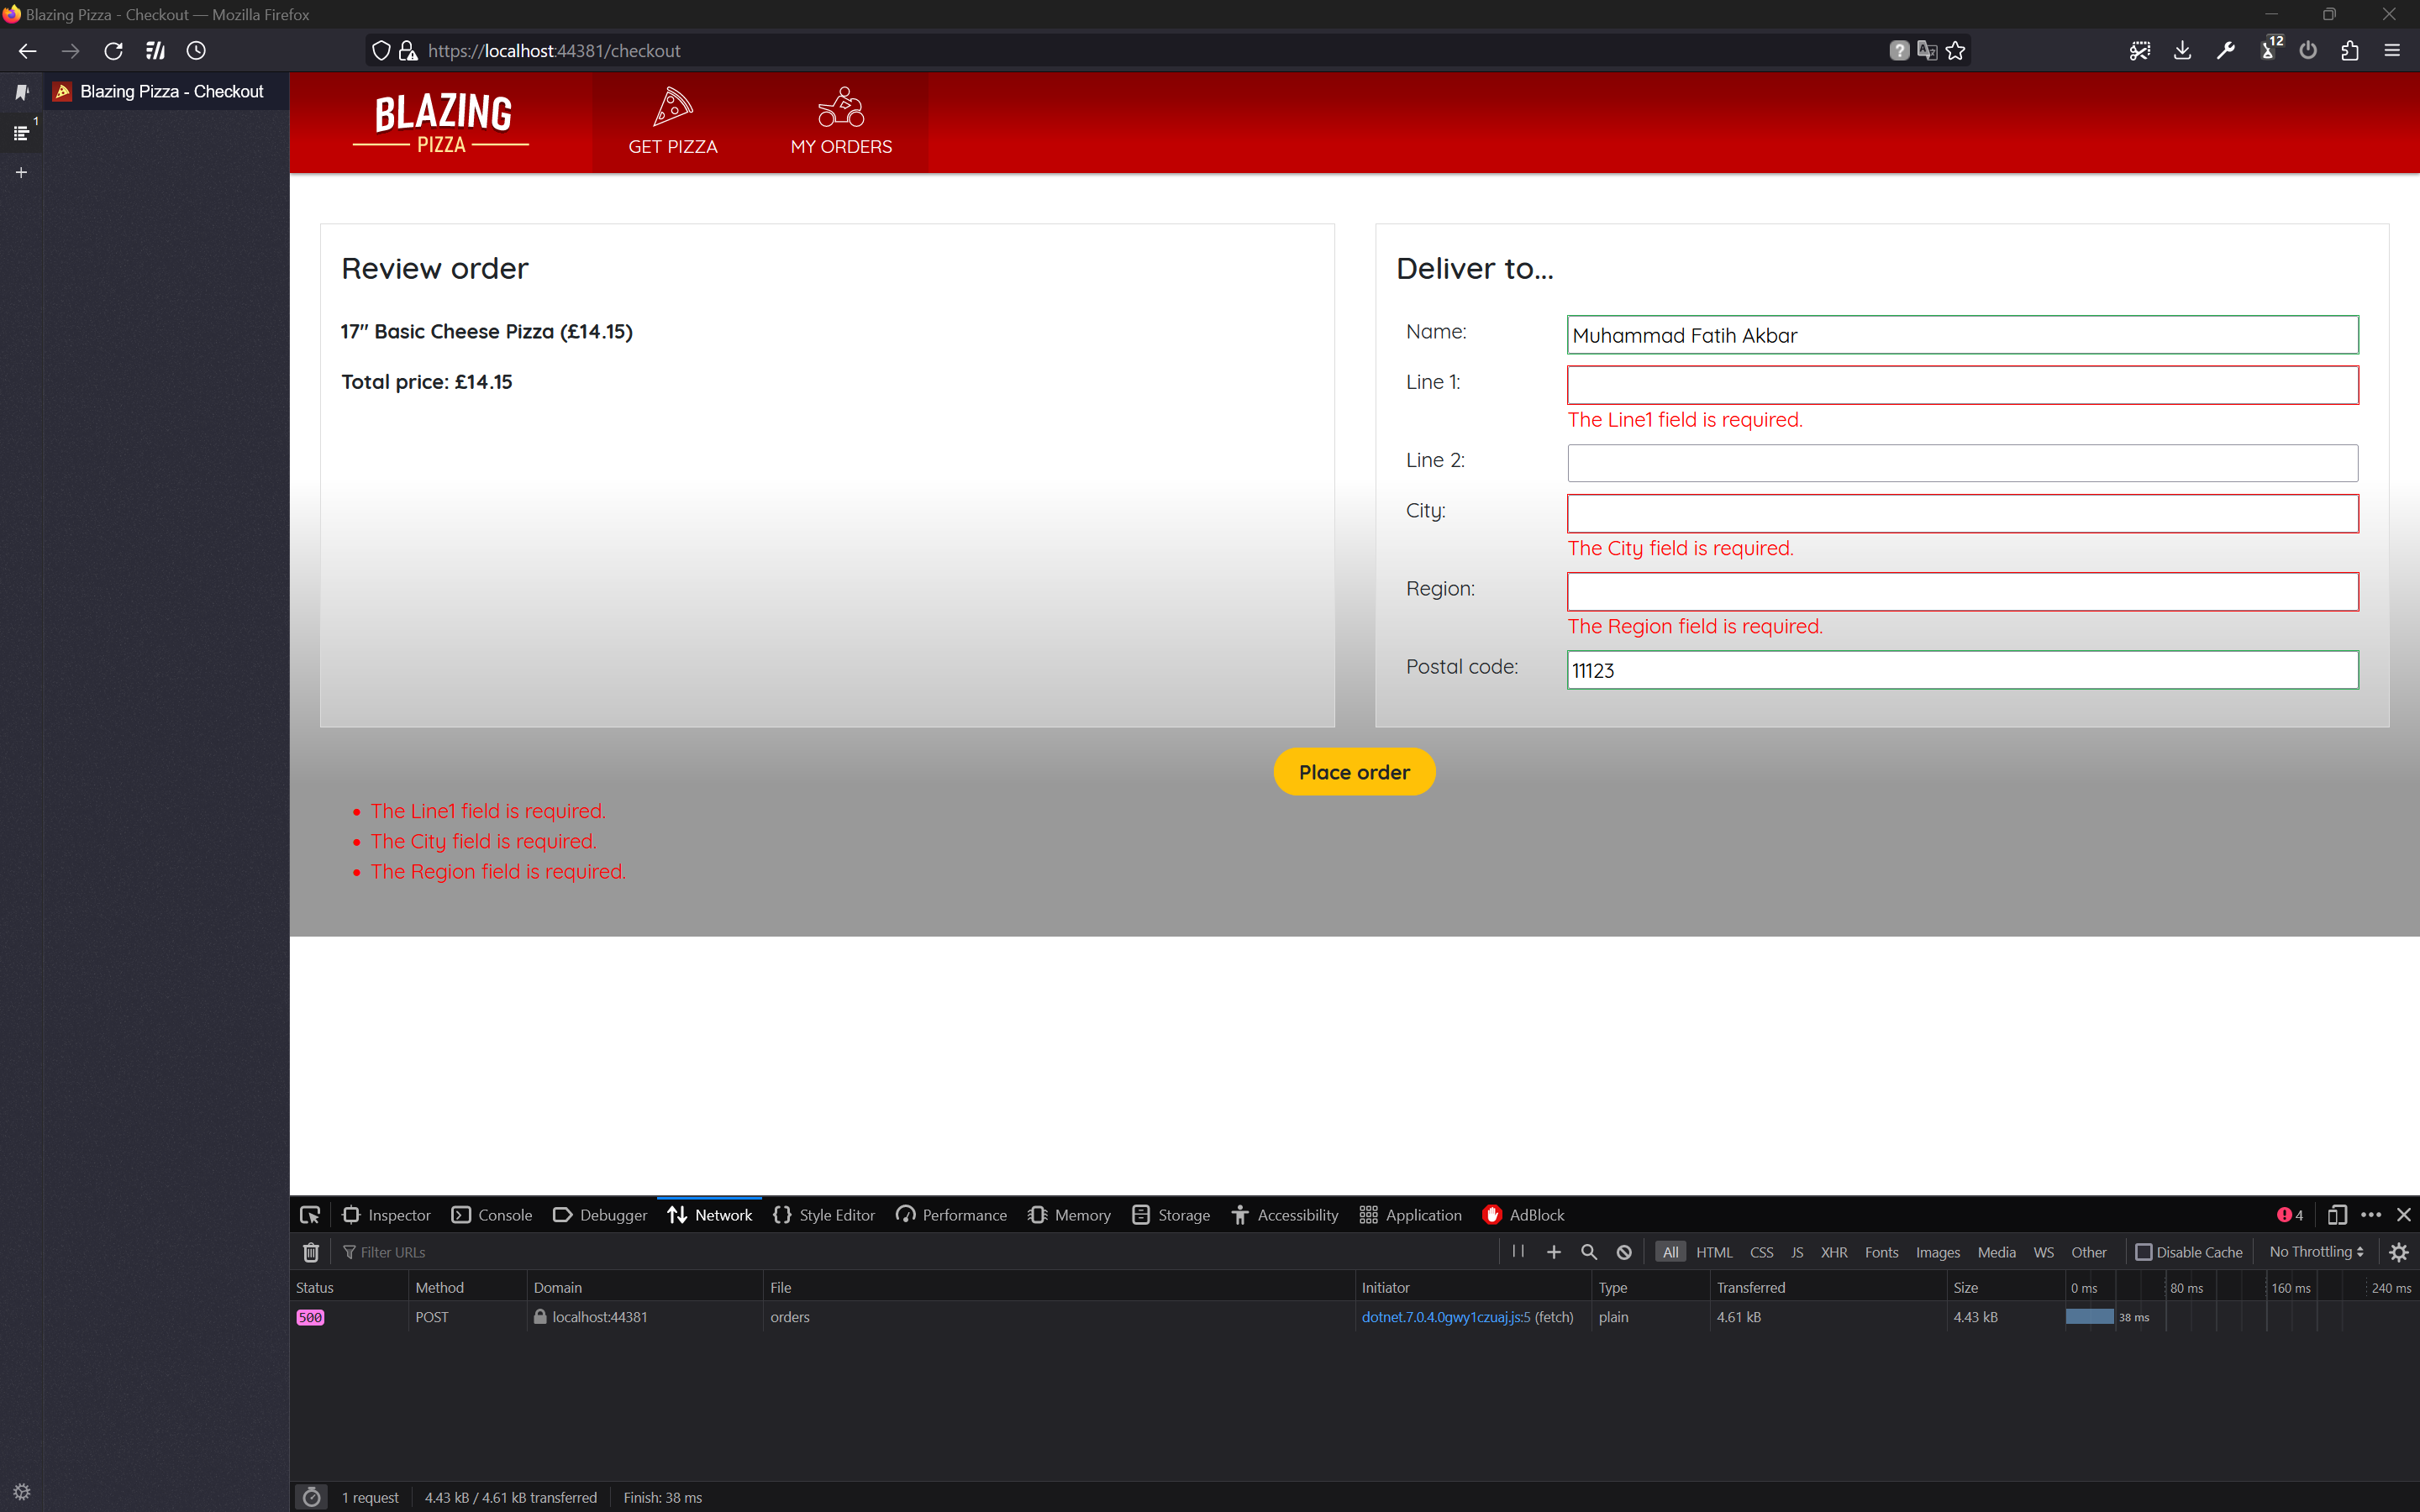 Blazing Pizza - Checkout — Mozilla Firefox
https://localhost:44381/checkout
12
Blazing Pizza - Checkout
1
BLAZING
PIZZA
GET PIZZA
MY ORDERS
Review order
17" Basic Cheese Pizza (£14.15)
Total price: £14.15
Deliver to...
Name:
Muhammad Fatih Akbar
Line 1:
The Line1 field is required.
Line 2:
City:
The City field is required.
Region:
The Region field is required.
Postal code:
11123
Place order
The Line1 field is required.
The City field is required.
The Region field is required.
Inspector Console Debugger Network Style Editor Performance Memory Storage Accessibility Application AdBlock 4
Filter URLs All HTML CSS JS XHR Fonts Images Media WS Other Disable Cache No Throttling
Status Method Domain File Initiator Type Transferred Size 0 ms 80 ms 160 ms 240 ms
500 POST localhost:44381 orders dotnet.7.0.4.0gwy1czuaj.js:5 (fetch) plain 4.61 kB 4.43 kB 38 ms
1 request 4.43 kB / 4.61 kB transferred Finish: 38 ms